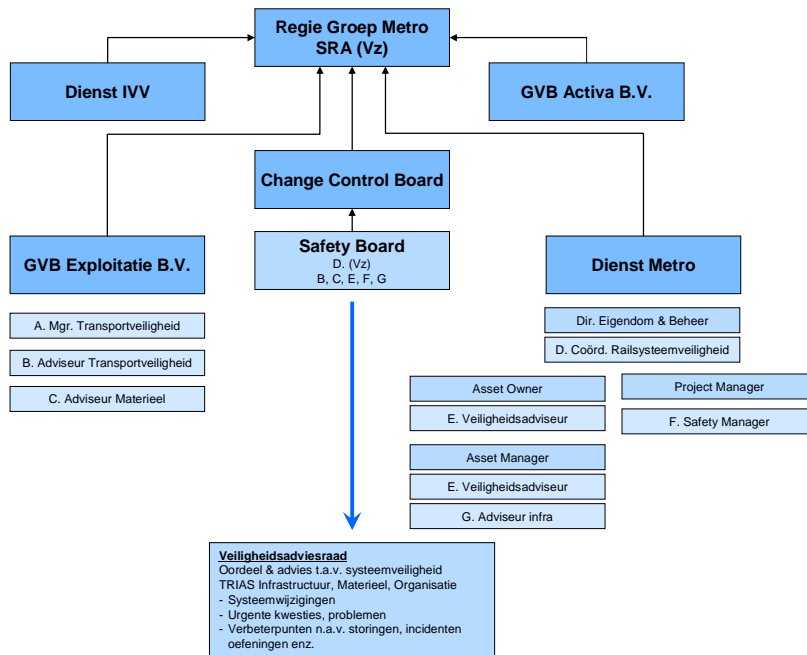 Regie Groep Metro
SRA (Vz)
Dienst IVV
GVB Activa B.V.
Change Control Board
Safety Board
D. (Vz)
B, C, E, F, G
GVB Exploitatie B.V.
Dienst Metro
A. Mgr. Transportveiligheid
B. Adviseur Transportveiligheid
C. Adviseur Materieel
Dir. Eigendom & Beheer
D. Coörd. Railsysteemveiligheid
Asset Owner
E. Veiligheidsadviseur
Project Manager
F. Safety Manager
Asset Manager
E. Veiligheidsadviseur
G. Adviseur infra
Veiligheidsadviesraad
Oordeel & advies t.a.v. systeemveiligheid
TRIAS Infrastructuur, Materieel, Organisatie
- Systeemwijzigingen
- Urgente kwesties, problemen
- Verbeterpunten n.a.v. storingen, incidenten
oefeningen enz.